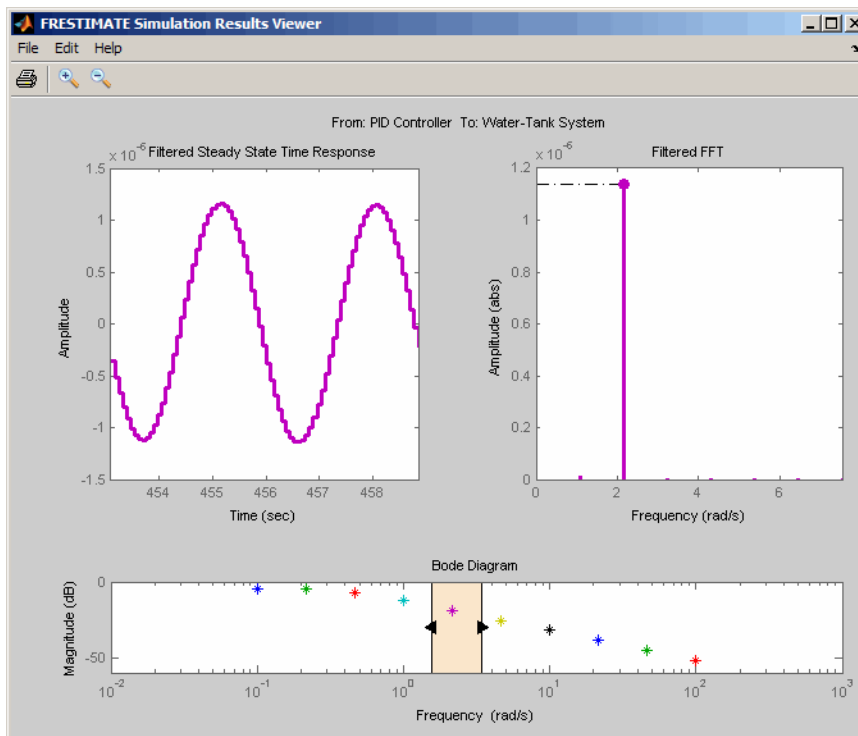 FRESTIMATE Simulation Results Viewer
File Edit Help
From: PID Controller To: Water-Tank System
x 10^-6 Filtered Steady State Time Response
1.5
1
0.5
0
-0.5
-1
-1.5
454 455 456 457 458
Time (sec)
Amplitude
x 10^-6 Filtered FFT
1.2
1
0.8
0.6
0.4
0.2
0
0 2 4 6
Frequency (rad/s)
Amplitude (abs)
Bode Diagram
0
-50
10^-2 10^-1 10^0 10^1 10^2 10^3
Frequency (rad/s)
Magnitude (dB)